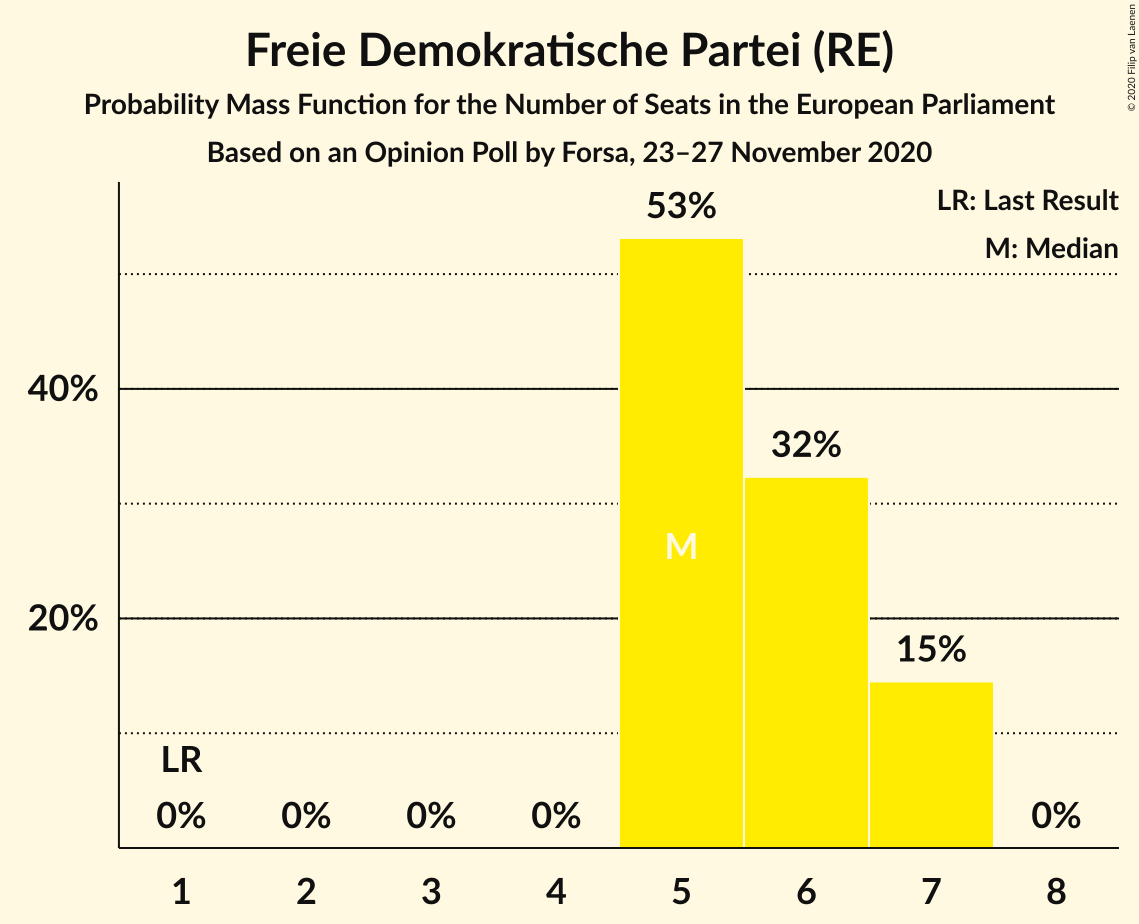 Freie Demokratische Partei (RE)
Probability Mass Function for the Number of Seats in the European Parliament
Based on an Opinion Poll by Forsa, 23–27 November 2020
© 2020 Filip van Laenen
LR: Last Result
M: Median
53%
40%
32%
M
20%
15%
LR
0% 0% 0% 0% 0%
1 2 3 4 5 6 7 8